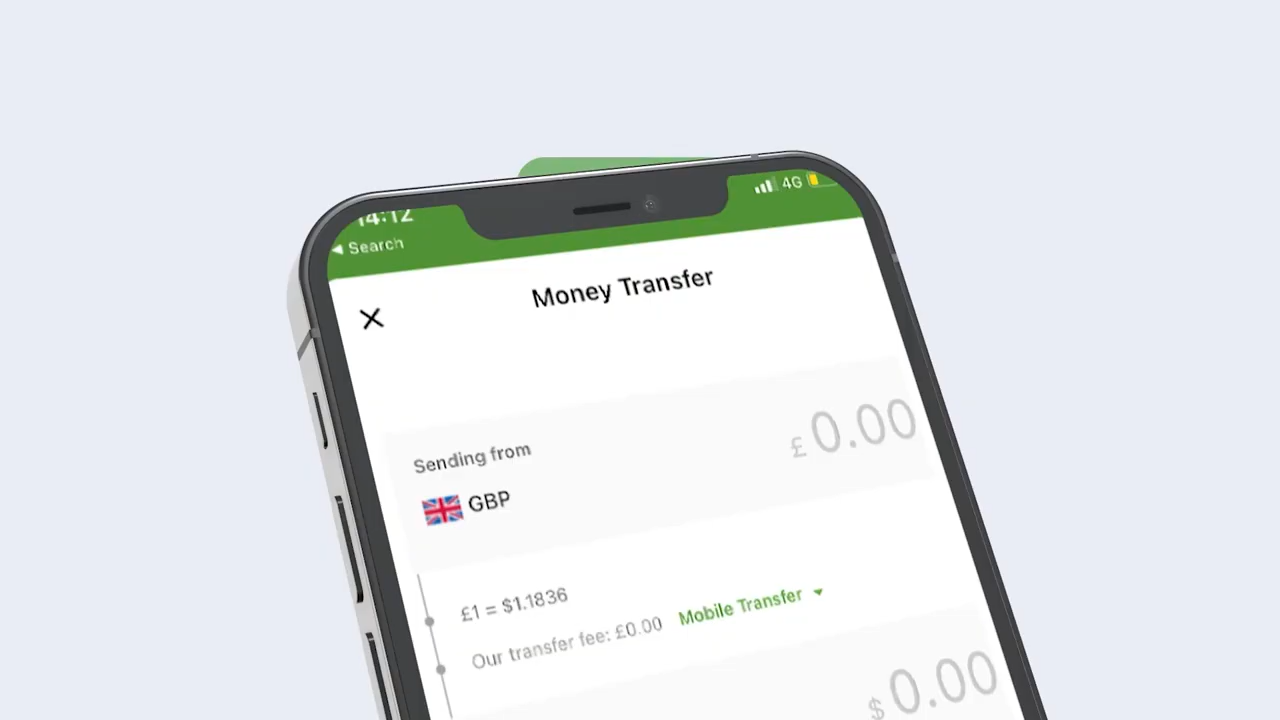 14:12
4G
◀ Search
Money Transfer
Sending from
£ 0.00
GBP
£1 = $1.1836
Our transfer fee: £0.00 Mobile Transfer
$ 0.00